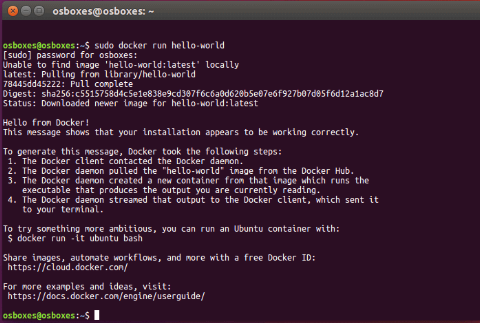 osboxes@osboxes: ~
osboxes@osboxes:~$ sudo docker run hello-world
[sudo] password for osboxes:
Unable to find image 'hello-world:latest' locally
latest: Pulling from library/hello-world
78445dd45222: Pull complete
Digest: sha256:c5515758d4c5e1e838e9cd307f6c6a0d620b5e07e6f927b07d05f6d12a1ac8d7
Status: Downloaded newer image for hello-world:latest
Hello from Docker!
This message shows that your installation appears to be working correctly.
To generate this message, Docker took the following steps:
1. The Docker client contacted the Docker daemon.
2. The Docker daemon pulled the "hello-world" image from the Docker Hub.
3. The Docker daemon created a new container from that image which runs the
executable that produces the output you are currently reading.
4. The Docker daemon streamed that output to the Docker client, which sent it
to your terminal.
To try something more ambitious, you can run an Ubuntu container with:
$ docker run -it ubuntu bash
Share images, automate workflows, and more with a free Docker ID:
https://cloud.docker.com/
For more examples and ideas, visit:
https://docs.docker.com/engine/userguide/
osboxes@osboxes:~$